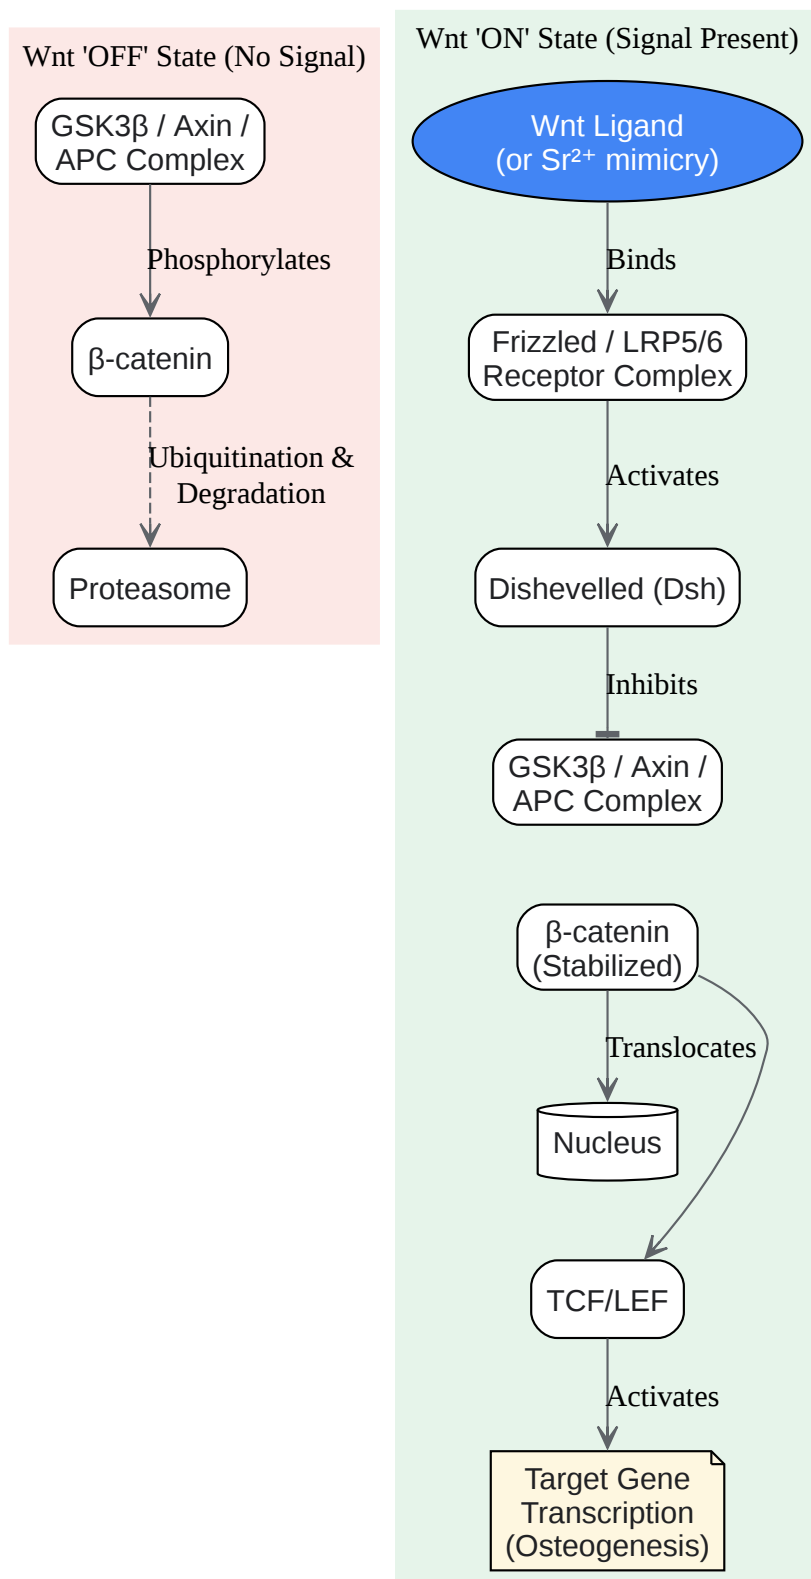 Wnt 'OFF' State (No Signal)
GSK3β / Axin /
APC Complex
Phosphorylates
β-catenin
Ubiquitination &
Degradation
Proteasome
Wnt 'ON' State (Signal Present)
Wnt Ligand
(or Sr²⁺ mimicry)
Binds
Frizzled / LRP5/6
Receptor Complex
Activates
Dishevelled (Dsh)
Inhibits
GSK3β / Axin /
APC Complex
β-catenin
(Stabilized)
Translocates
Nucleus
TCF/LEF
Activates
Target Gene
Transcription
(Osteogenesis)